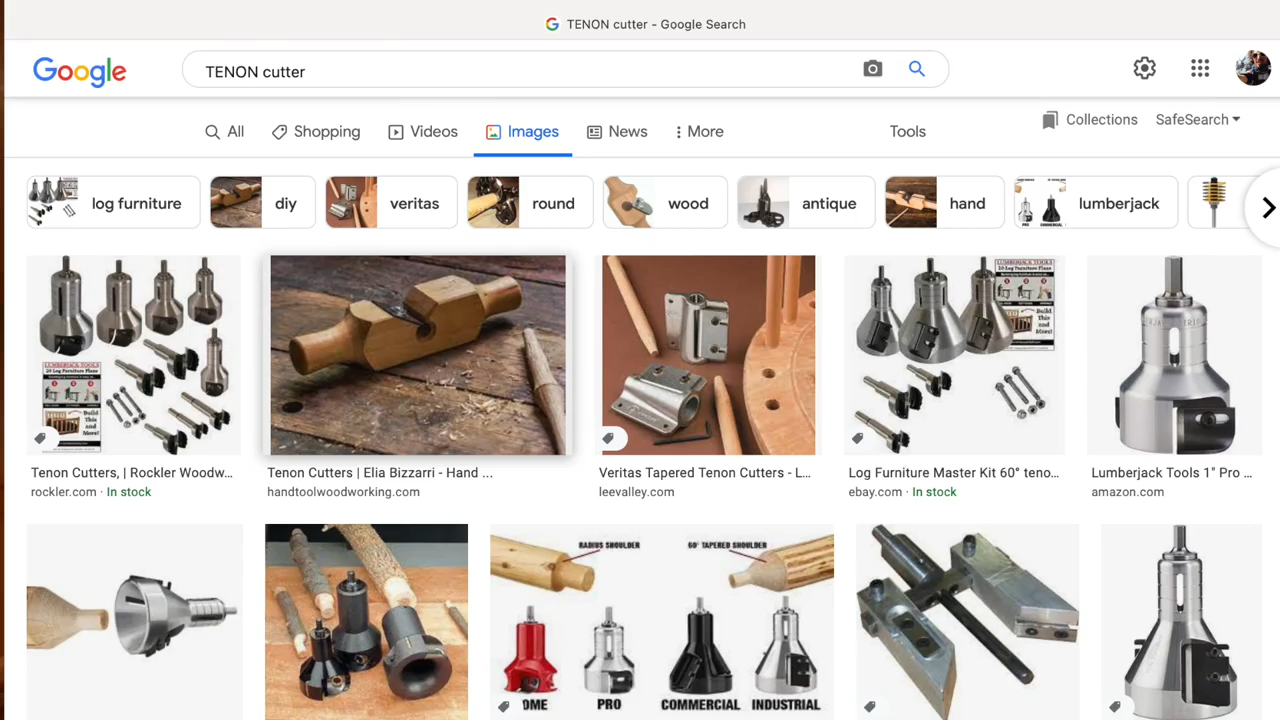 TENON cutter - Google Search
Google
TENON cutter
All
Shopping
Videos
Images
News
More
Tools
Collections
SafeSearch
log furniture
diy
veritas
round
wood
antique
hand
lumberjack
Tenon Cutters, | Rockler Woodw...
rockler.com · In stock
Tenon Cutters | Elia Bizzarri - Hand ...
handtoolwoodworking.com
Veritas Tapered Tenon Cutters - L...
leevalley.com
Log Furniture Master Kit 60° teno...
ebay.com · In stock
Lumberjack Tools 1" Pro ...
amazon.com
RADIUS SHOULDER
60° TAPERED SHOULDER
OME
PRO
COMMERCIAL
INDUSTRIAL